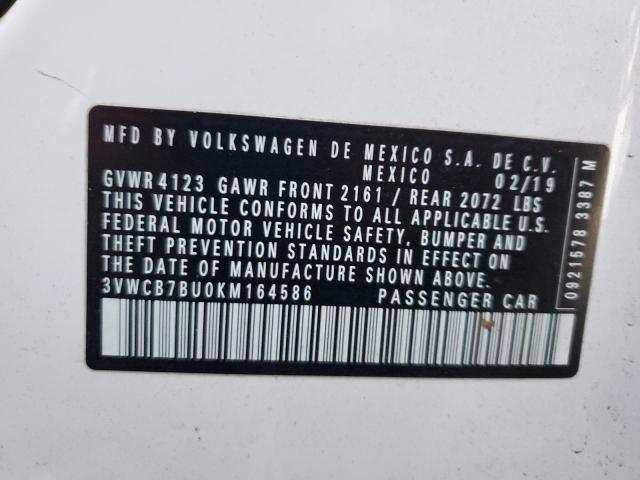 MFD BY VOLKSWAGEN DE MEXICO S.A. DE C.V.
MEXICO 02/19
GVWR 4123 GAWR FRONT 2161 / REAR 2072 LBS
THIS VEHICLE CONFORMS TO ALL APPLICABLE U.S.
FEDERAL MOTOR VEHICLE SAFETY, BUMPER AND
THEFT PREVENTION STANDARDS IN EFFECT ON
THE DATE OF MANUFACTURE SHOWN ABOVE.
3VWCB7BU0KM164586 PASSENGER CAR
0921578 3387 M